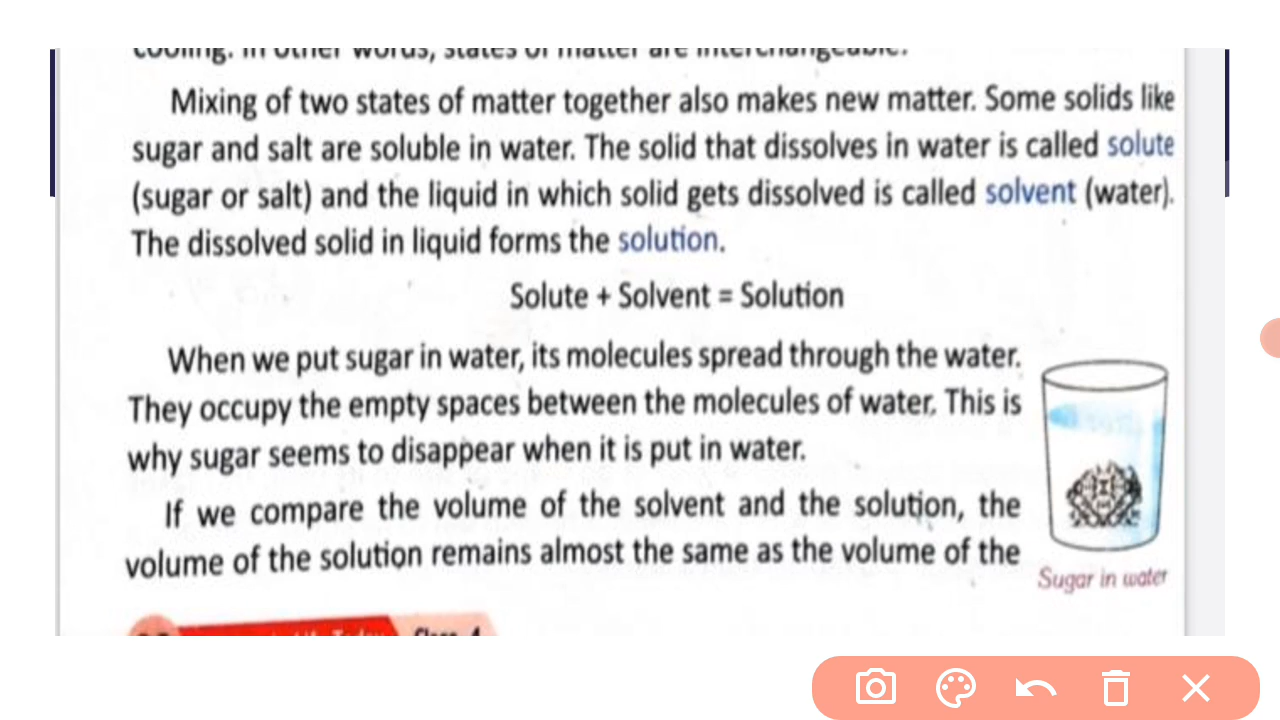 cooling. In other words, states of matter are interchangeable.
Mixing of two states of matter together also makes new matter. Some solids like
sugar and salt are soluble in water. The solid that dissolves in water is called solute
(sugar or salt) and the liquid in which solid gets dissolved is called solvent (water).
The dissolved solid in liquid forms the solution.
Solute + Solvent = Solution
When we put sugar in water, its molecules spread through the water.
They occupy the empty spaces between the molecules of water. This is
why sugar seems to disappear when it is put in water.
If we compare the volume of the solvent and the solution, the
volume of the solution remains almost the same as the volume of the
Sugar in water
Today Class-4